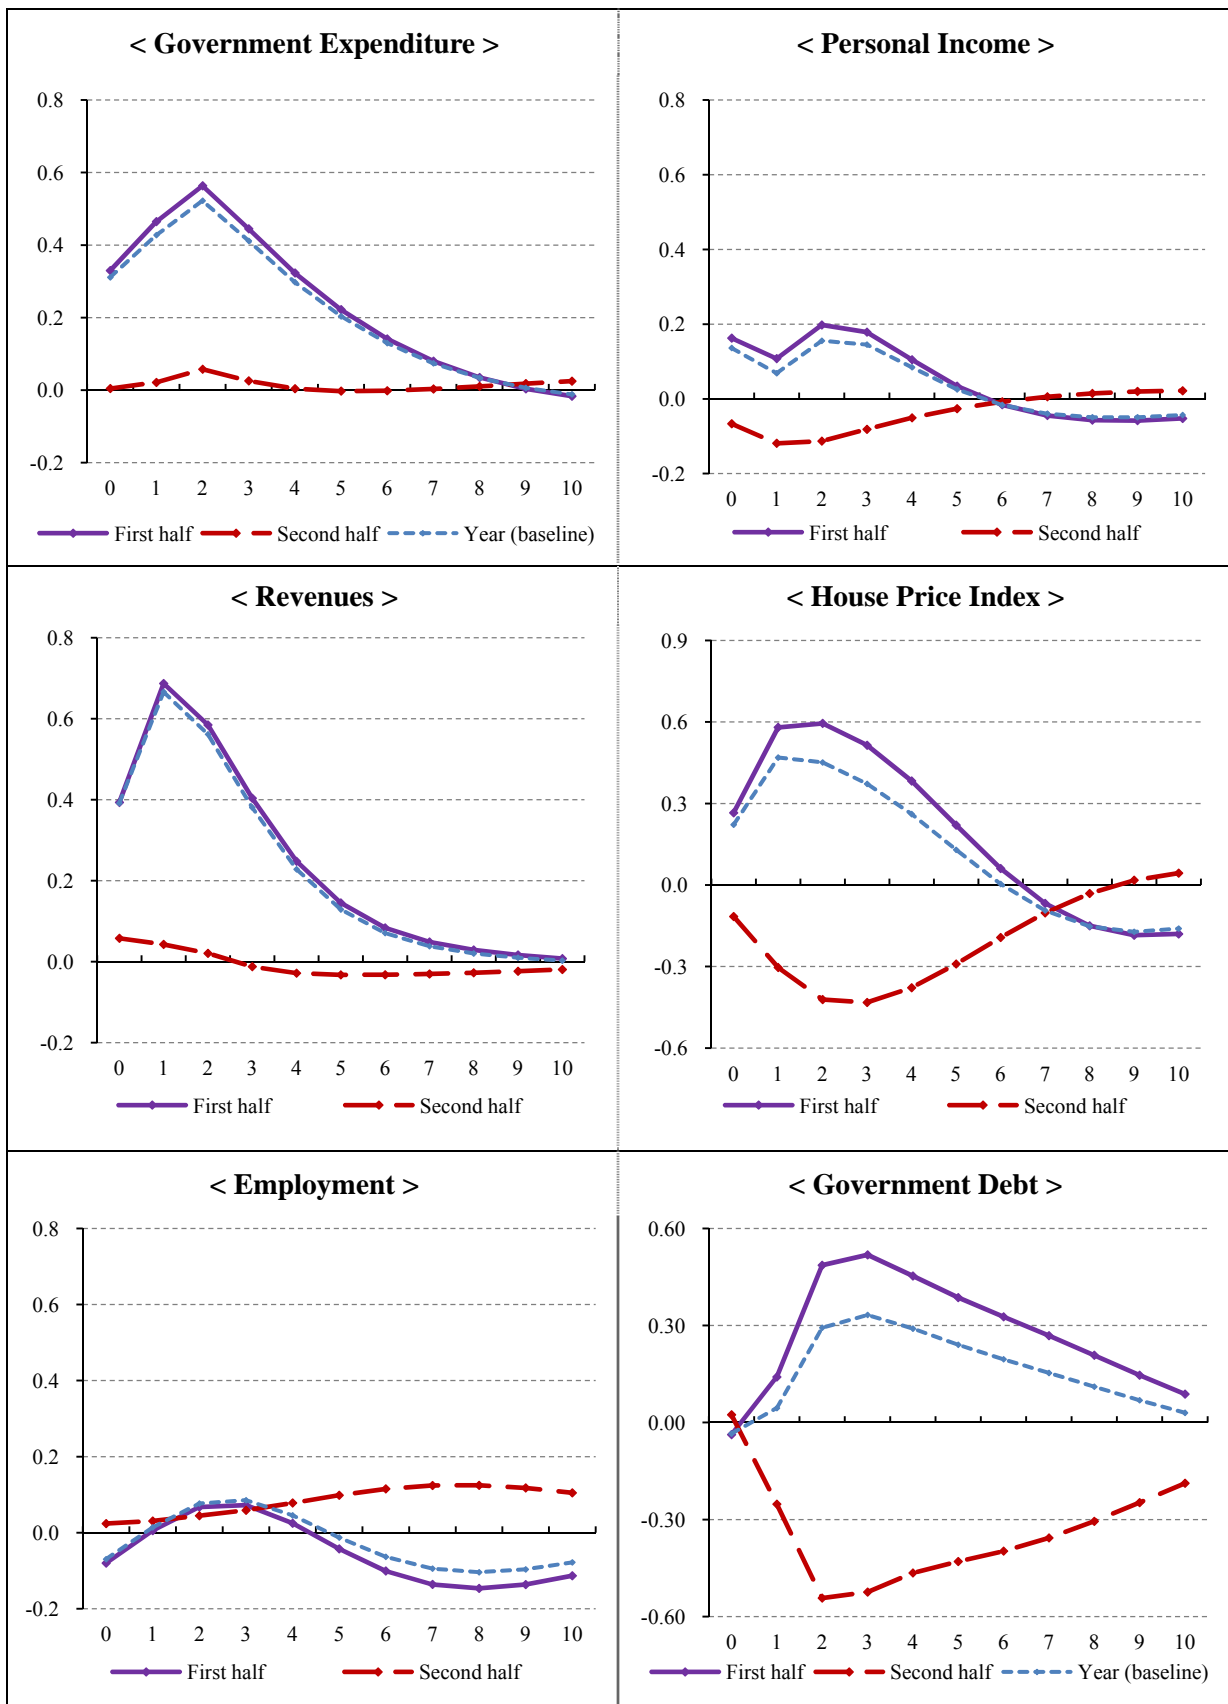 < Government Expenditure >
0.8
0.6
0.4
0.2
0.0
-0.2
0 1 2 3 4 5 6 7 8 9 10
First half Second half Year (baseline)
< Personal Income >
0.8
0.6
0.4
0.2
0.0
-0.2
0 1 2 3 4 5 6 7 8 9 10
First half Second half
< Revenues >
0.8
0.6
0.4
0.2
0.0
-0.2
0 1 2 3 4 5 6 7 8 9 10
First half Second half
< House Price Index >
0.9
0.6
0.3
0.0
-0.3
-0.6
0 1 2 3 4 5 6 7 8 9 10
First half Second half
< Employment >
0.8
0.6
0.4
0.2
0.0
-0.2
0 1 2 3 4 5 6 7 8 9 10
First half Second half
< Government Debt >
0.60
0.30
0.00
-0.30
-0.60
0 1 2 3 4 5 6 7 8 9 10
First half Second half Year (baseline)